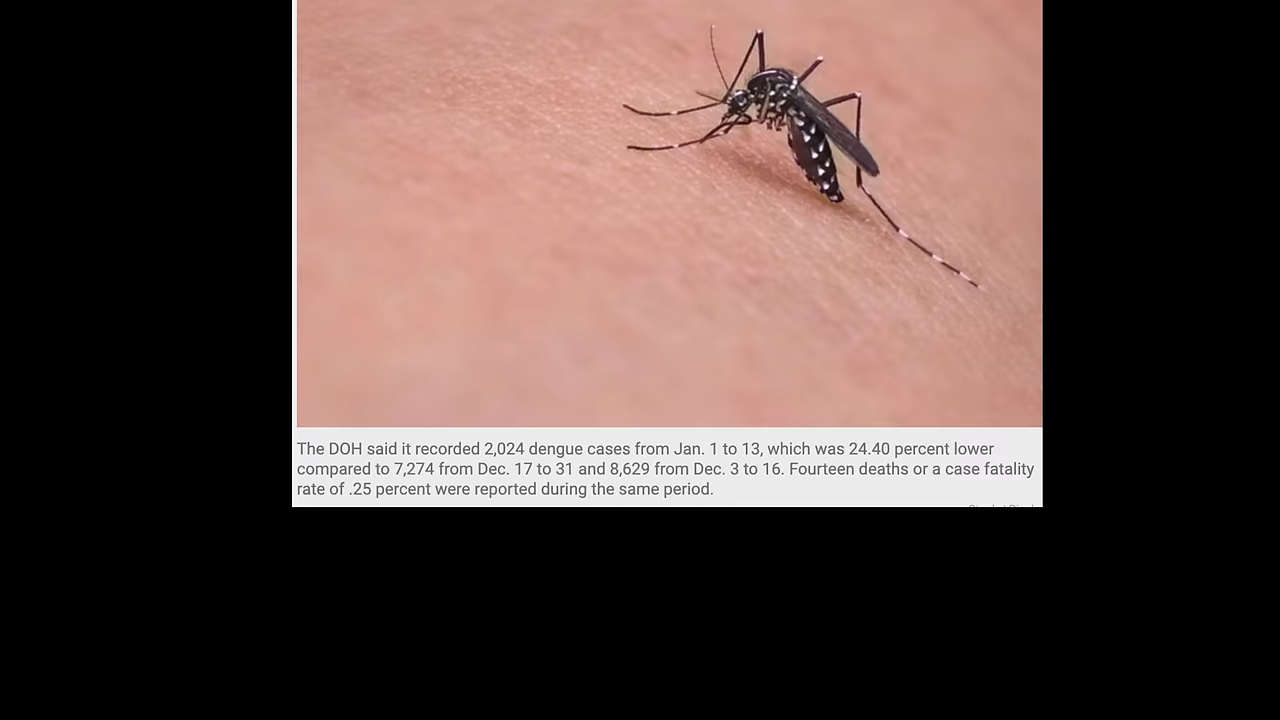 The DOH said it recorded 2,024 dengue cases from Jan. 1 to 13, which was 24.40 percent lower
compared to 7,274 from Dec. 17 to 31 and 8,629 from Dec. 3 to 16. Fourteen deaths or a case fatality
rate of .25 percent were reported during the same period.